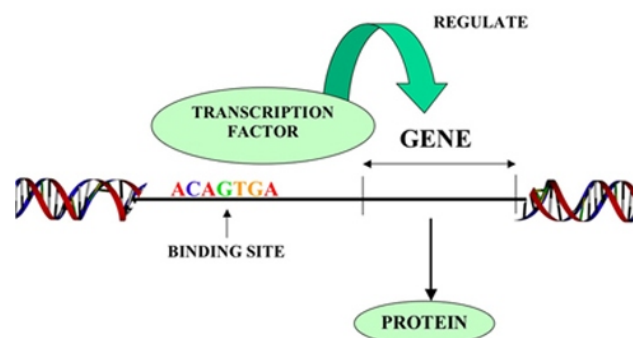 REGULATE
TRANSCRIPTION
FACTOR
GENE
ACAGTGA
BINDING SITE
PROTEIN